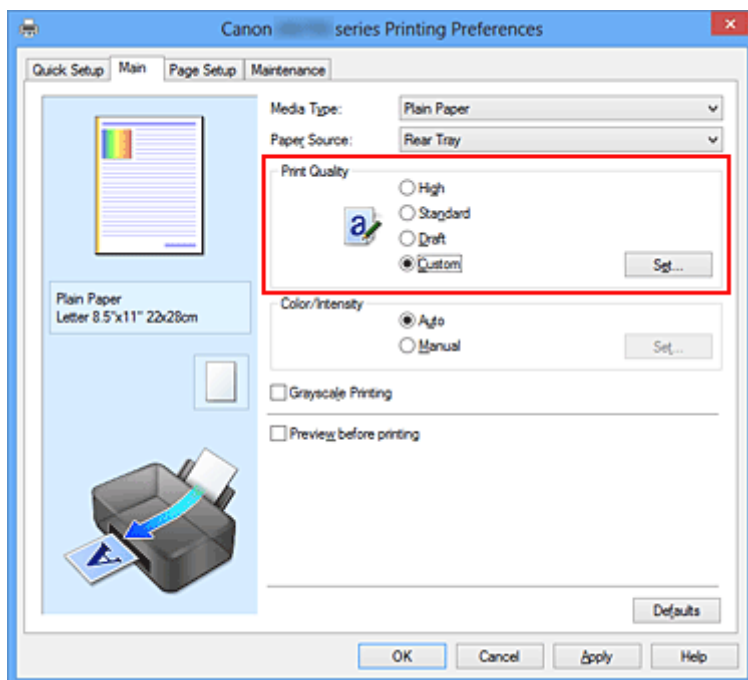 Canon series Printing Preferences
Quick Setup Main Page Setup Maintenance
Media Type: Plain Paper
Paper Source: Rear Tray
Print Quality
High
Standard
Draft
Custom Set...
Plain Paper
Letter 8.5"x11" 22x28cm
Color/Intensity
Auto
Manual Set...
Grayscale Printing
Preview before printing
Defaults
OK Cancel Apply Help